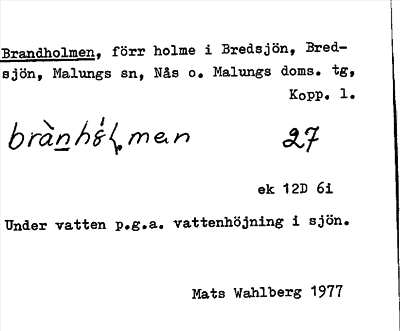 Brandholmen, förr holme i Bredsjön, Bred-
sjön, Malungs sn, Nås o. Malungs doms. tg,
Kopp. l.
27
ek 12D 6i
Under vatten p.g.a. vattenhöjning i sjön.
Mats Wahlberg 1977